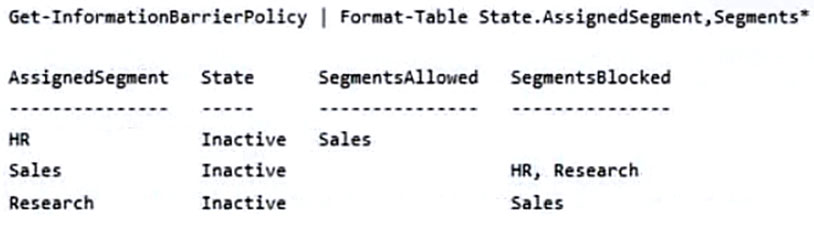 Get-InformationBarrierPolicy | Format-Table State.AssignedSegment,Segments*
AssignedSegment State SegmentsAllowed SegmentsBlocked
--------------- ----- --------------- ---------------
HR Inactive Sales
Sales Inactive HR, Research
Research Inactive Sales